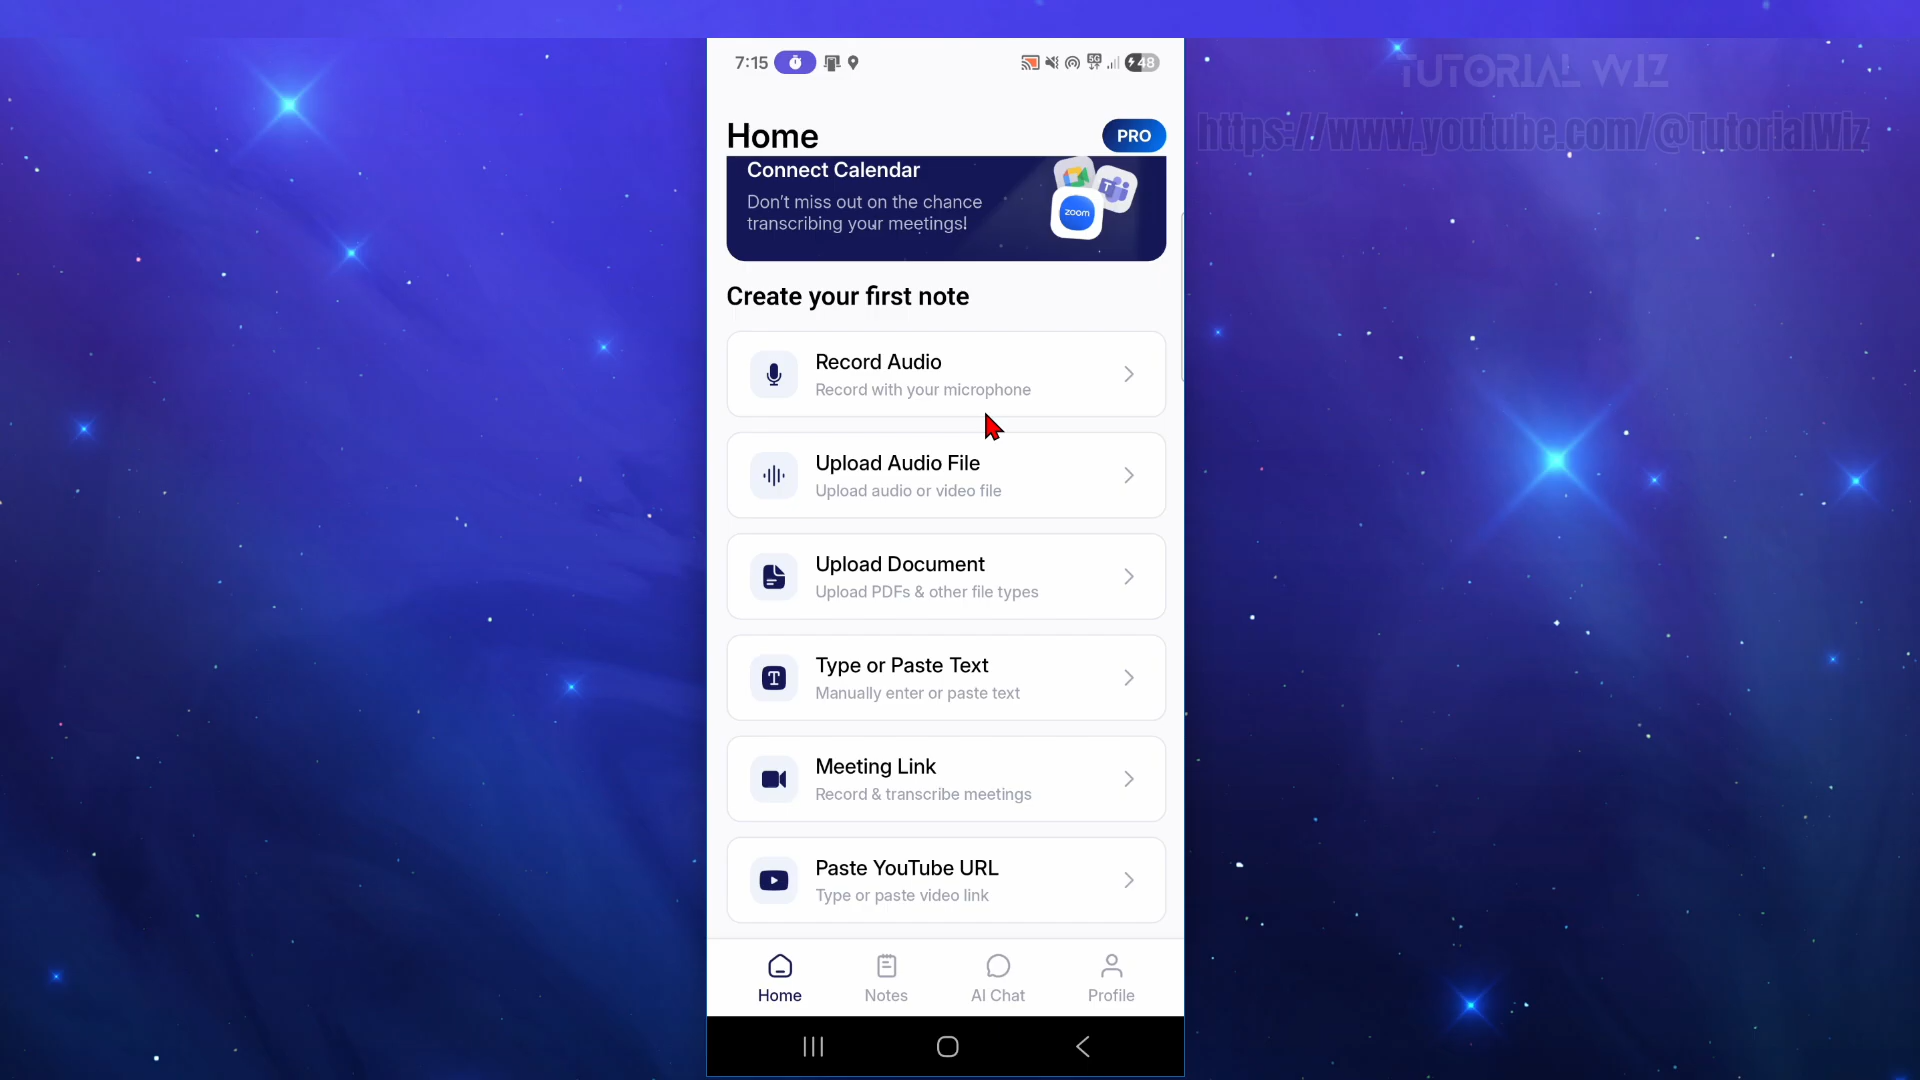 7:15
5G
48
TUTORIAL WIZ
https://www.youtube.com/@TutorialWiz
Home
PRO
Connect Calendar
Don't miss out on the chance
transcribing your meetings!
T
zoom
Create your first note
Record Audio
Record with your microphone
Upload Audio File
Upload audio or video file
Upload Document
Upload PDFs & other file types
T
Type or Paste Text
Manually enter or paste text
Meeting Link
Record & transcribe meetings
Paste YouTube URL
Type or paste video link
Home
Notes
AI Chat
Profile